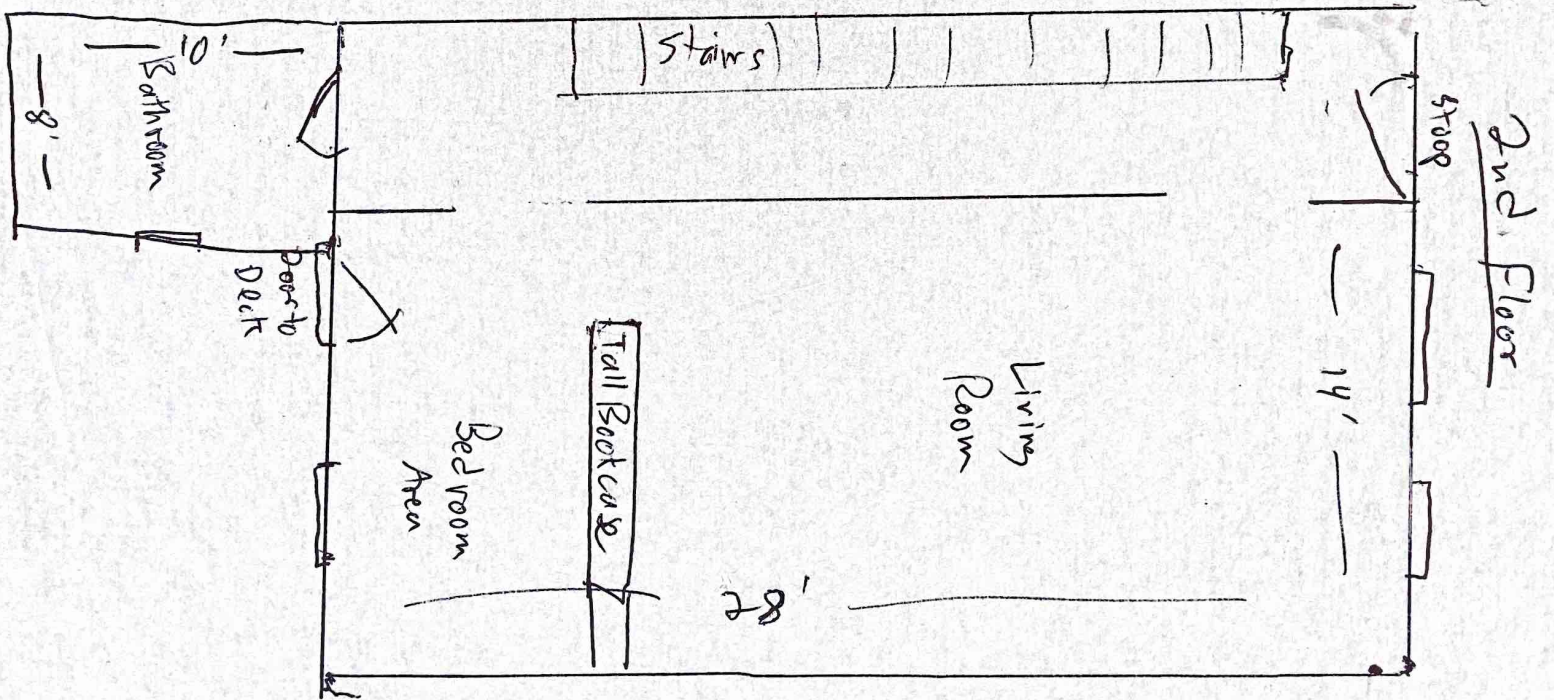 2nd. Floor
Stoop
Stairs
10'
Bathroom
8'
Door to
Deck
Living
Room
14'
Tall Bookcase
Bedroom
Area
28'